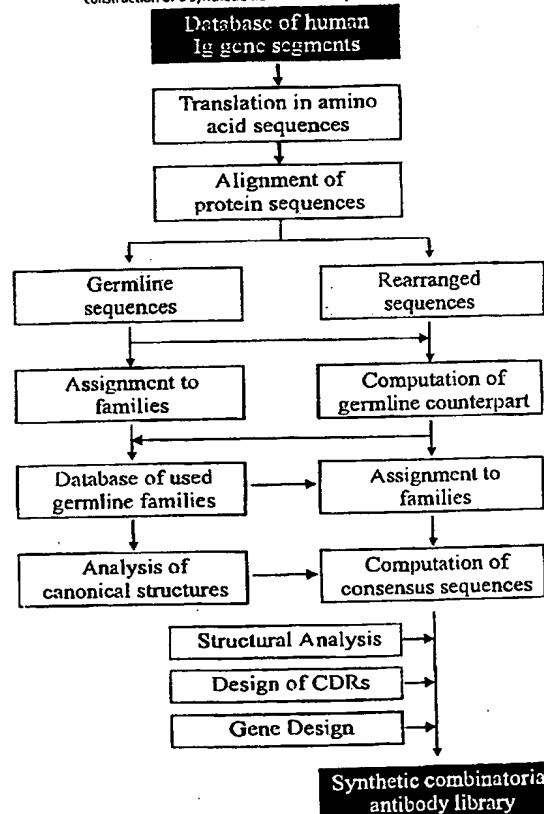 Database of human
Ig gene segments
Translation in amino
acid sequences
Alignment of
protein sequences
Germline
sequences
Rearranged
sequences
Assignment to
families
Computation of
germline counterpart
Database of used
germline families
Assignment to
families
Analysis of
canonical structures
Computation of
consensus sequences
Structural Analysis
Design of CDRs
Gene Design
Synthetic combinatoria
antibody library